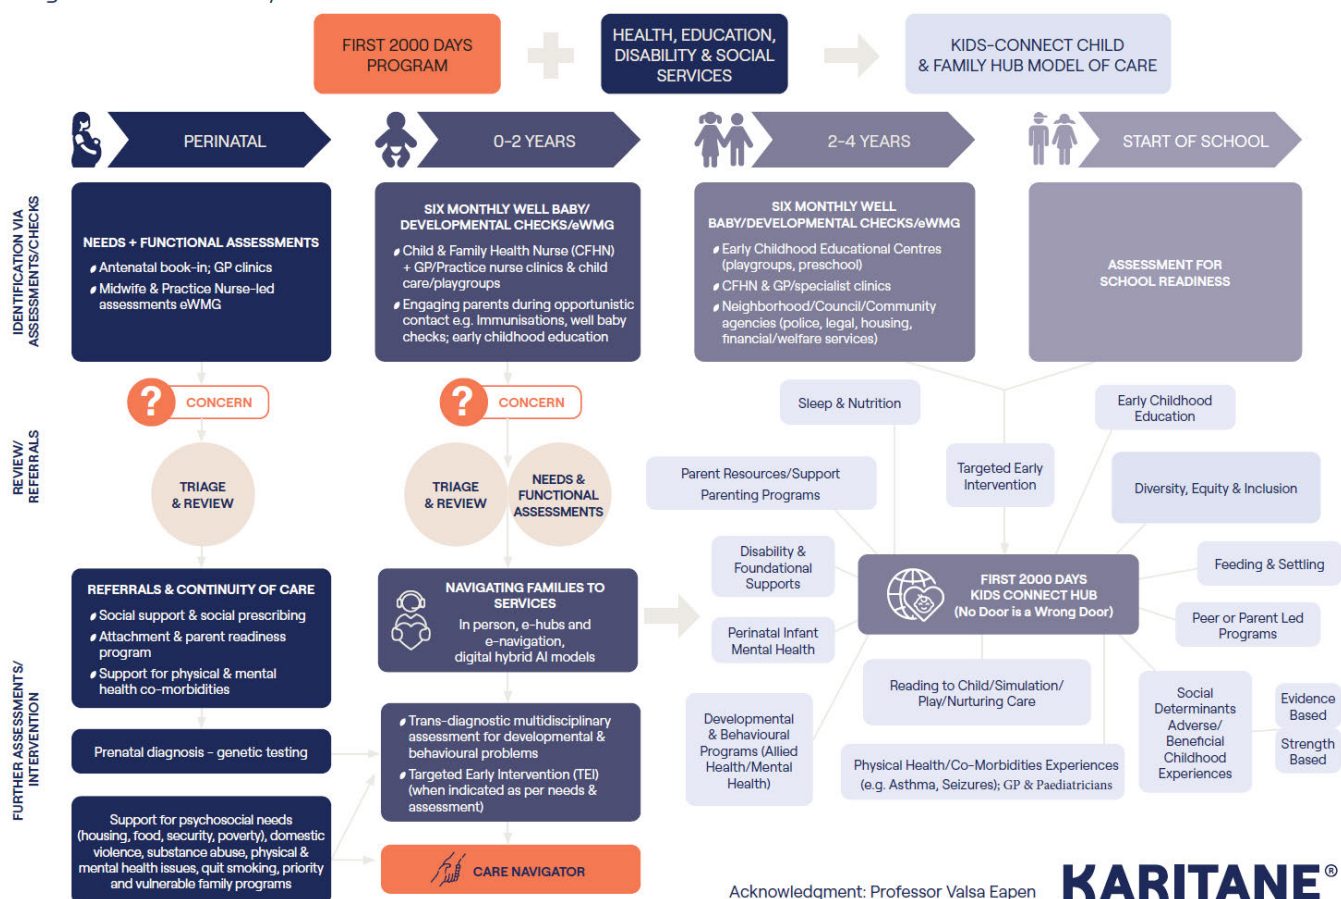 FIRST 2000 DAYS
PROGRAM
HEALTH, EDUCATION,
DISABILITY & SOCIAL
SERVICES
KIDS-CONNECT CHILD
& FAMILY HUB MODEL OF CARE
PERINATAL
0-2 YEARS
2-4 YEARS
START OF SCHOOL
IDENTIFICATION VIA
ASSESSMENTS/CHECKS
NEEDS + FUNCTIONAL ASSESSMENTS
Antenatal book-in; GP clinics
Midwife & Practice Nurse-led
assessments eWMG
SIX MONTHLY WELL BABY/
DEVELOPMENTAL CHECKS/eWMG
Child & Family Health Nurse (CFHN)
+ GP/Practice nurse clinics & child
care/playgroups
Engaging parents during opportunistic
contact e.g. Immunisations, well baby
checks; early childhood education
SIX MONTHLY WELL
BABY/DEVELOPMENTAL CHECKS/eWMG
Early Childhood Educational Centres
(playgroups, preschool)
CFHN & GP/specialist clinics
Neighborhood/Council/Community
agencies (police, legal, housing,
financial/welfare services)
ASSESSMENT FOR
SCHOOL READINESS
REVIEW/
REFERRALS
? CONCERN
TRIAGE
& REVIEW
? CONCERN
TRIAGE
& REVIEW
NEEDS &
FUNCTIONAL
ASSESSMENTS
Sleep & Nutrition
Early Childhood
Education
Parent Resources/Support
Parenting Programs
Targeted Early
Intervention
Diversity, Equity & Inclusion
FURTHER ASSESSMENTS/
INTERVENTION
REFERRALS & CONTINUITY OF CARE
Social support & social prescribing
Attachment & parent readiness
program
Support for physical & mental
health co-morbidities
Prenatal diagnosis – genetic testing
Support for psychosocial needs
(housing, food, security, poverty), domestic
violence, substance abuse, physical &
mental health issues, quit smoking, priority
and vulnerable family programs
NAVIGATING FAMILIES TO
SERVICES
In person, e-hubs and
e-navigation,
digital hybrid AI models
Trans-diagnostic multidisciplinary
assessment for developmental &
behavioural problems
Targeted Early Intervention (TEI)
(when indicated as per needs &
assessment)
CARE NAVIGATOR
Disability &
Foundational
Supports
FIRST 2000 DAYS
KIDS CONNECT HUB
(No Door is a Wrong Door)
Feeding & Settling
Perinatal Infant
Mental Health
Peer or Parent Led
Programs
Reading to Child/Simulation/
Play/Nurturing Care
Developmental
& Behavioural
Programs (Allied
Health/Mental
Health)
Physical Health/Co-Morbidities Experiences
(e.g. Asthma, Seizures); GP & Paediatricians
Social
Determinants
Adverse/
Beneficial
Childhood
Experiences
Evidence
Based
Strength
Based
Acknowledgment: Professor Valsa Eapen
KARITANE®